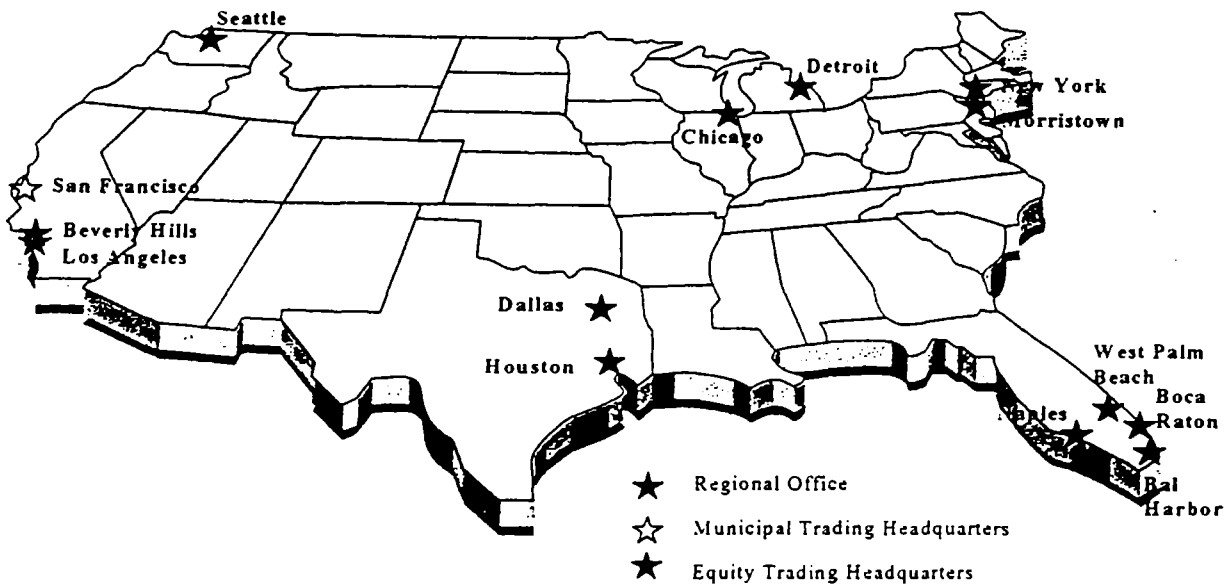 Seattle
Detroit
New York
Morristown
Chicago
San Francisco
Beverly Hills
Los Angeles
Dallas
Houston
West Palm
Beach
Boca
Raton
Naples
Bal
Harbor
Regional Office
Municipal Trading Headquarters
Equity Trading Headquarters